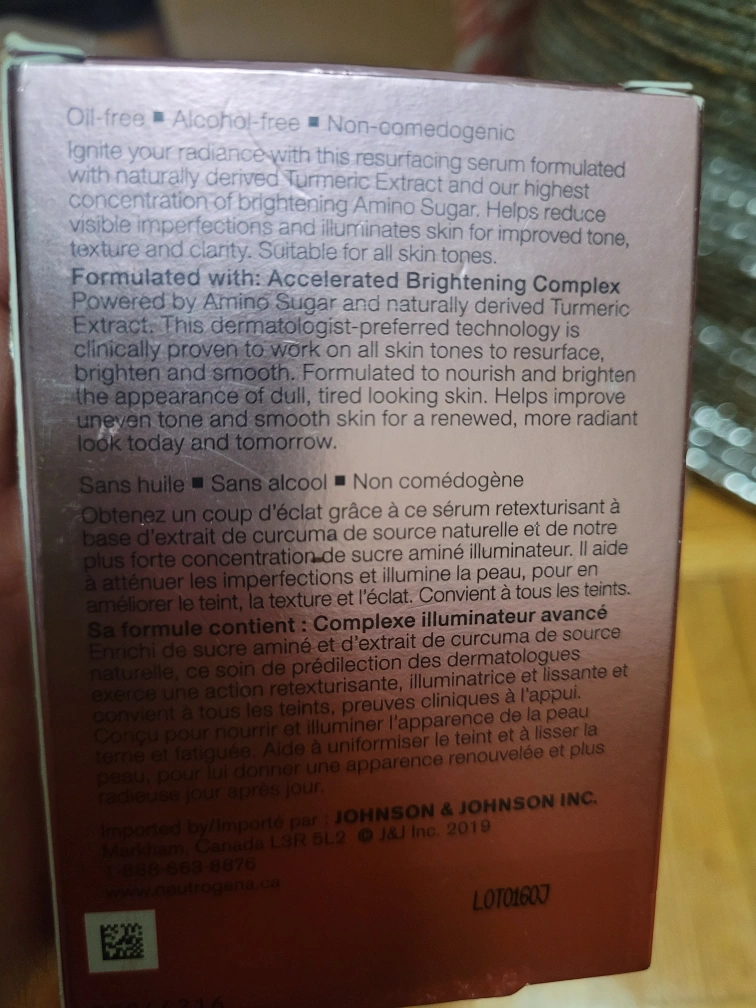 Oil-free ■ Alcohol-free ■ Non-comedogenic
Ignite your radiance with this resurfacing serum formulated
with naturally derived Turmeric Extract and our highest
concentration of brightening Amino Sugar. Helps reduce
visible imperfections and illuminates skin for improved tone,
texture and clarity. Suitable for all skin tones.
Formulated with: Accelerated Brightening Complex
Powered by Amino Sugar and naturally derived Turmeric
Extract. This dermatologist-preferred technology is
clinically proven to work on all skin tones to resurface,
brighten and smooth. Formulated to nourish and brighten
the appearance of dull, tired looking skin. Helps improve
uneven tone and smooth skin for a renewed, more radiant
look today and tomorrow.
Sans huile ■ Sans alcool ■ Non comédogène
Obtenez un coup d'éclat grâce à ce sérum retexturisant à
base d'extrait de curcuma de source naturelle et de notre
plus forte concentration de sucre aminé illuminateur. Il aide
à atténuer les imperfections et illumine la peau, pour en
améliorer le teint, la texture et l'éclat. Convient à tous les teints.
Sa formule contient : Complexe illuminateur avancé
Enrichi de sucre aminé et d'extrait de curcuma de source
naturelle, ce soin de prédilection des dermatologues
exerce une action retexturisante, illuminatrice et lissante et
convient à tous les teints, preuves cliniques à l'appui.
Conçu pour nourrir et illuminer l'apparence de la peau
terne et fatiguée. Aide à uniformiser le teint et à lisser la
peau, pour lui donner une apparence renouvelée et plus
radieuse jour après jour.
Imported by/Importé par : JOHNSON & JOHNSON INC.
Markham, Canada L3R 5L2 © J&J Inc. 2019
1-888-663-8876
www.neutrogena.ca
LOT0160J